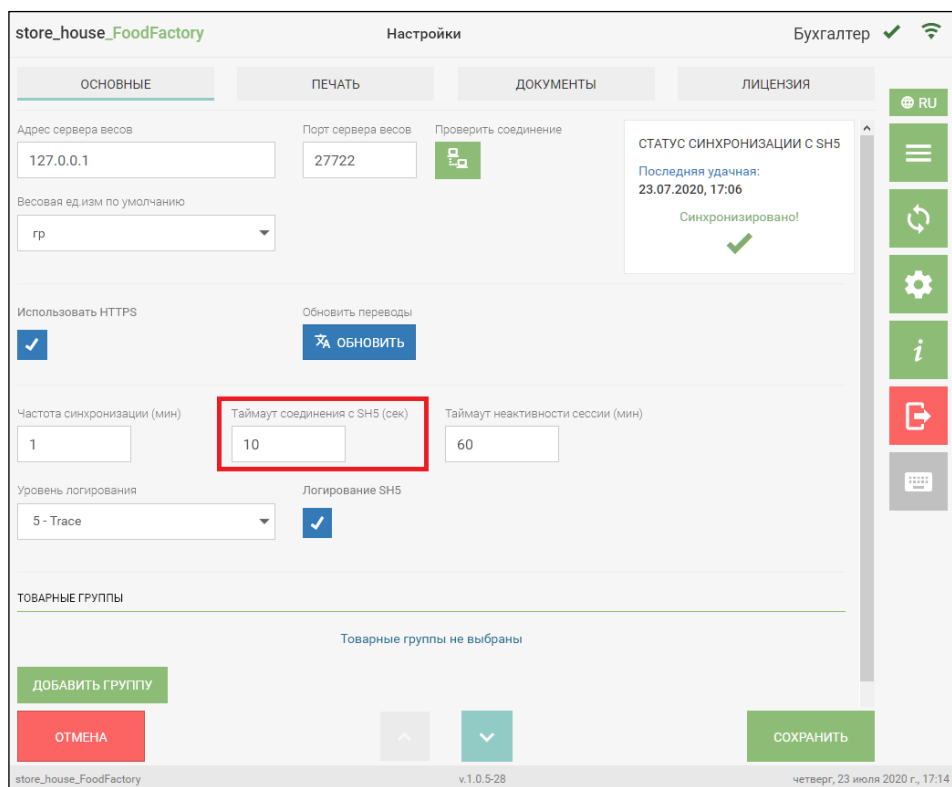 store_house_FoodFactory
Настройки
Бухгалтер
ОСНОВНЫЕ
ПЕЧАТЬ
ДОКУМЕНТЫ
ЛИЦЕНЗИЯ
RU
Адрес сервера весов
Порт сервера весов
Проверить соединение
127.0.0.1
27722
СТАТУС СИНХРОНИЗАЦИИ С SH5
Последняя удачная:
23.07.2020, 17:06
Синхронизировано!
Весовая ед.изм по умолчанию
гр
Использовать HTTPS
Обновить переводы
ОБНОВИТЬ
Частота синхронизации (мин)
Таймаут соединения с SH5 (сек)
Таймаут неактивности сессии (мин)
1
10
60
Уровень логирования
Логирование SH5
5 - Trace
ТОВАРНЫЕ ГРУППЫ
Товарные группы не выбраны
ДОБАВИТЬ ГРУППУ
ОТМЕНА
СОХРАНИТЬ
store_house_FoodFactory
v.1.0.5-28
четверг, 23 июля 2020 г., 17:14